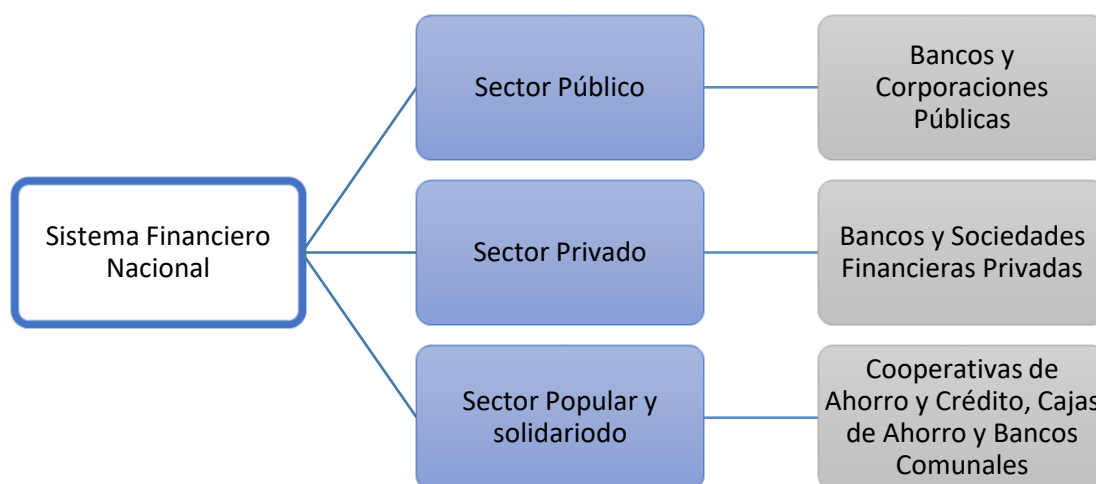 Sistema Financiero
Nacional
Sector Público
Bancos y
Corporaciones
Públicas
Sector Privado
Bancos y Sociedades
Financieras Privadas
Sector Popular y
solidariodo
Cooperativas de
Ahorro y Crédito, Cajas
de Ahorro y Bancos
Comunales